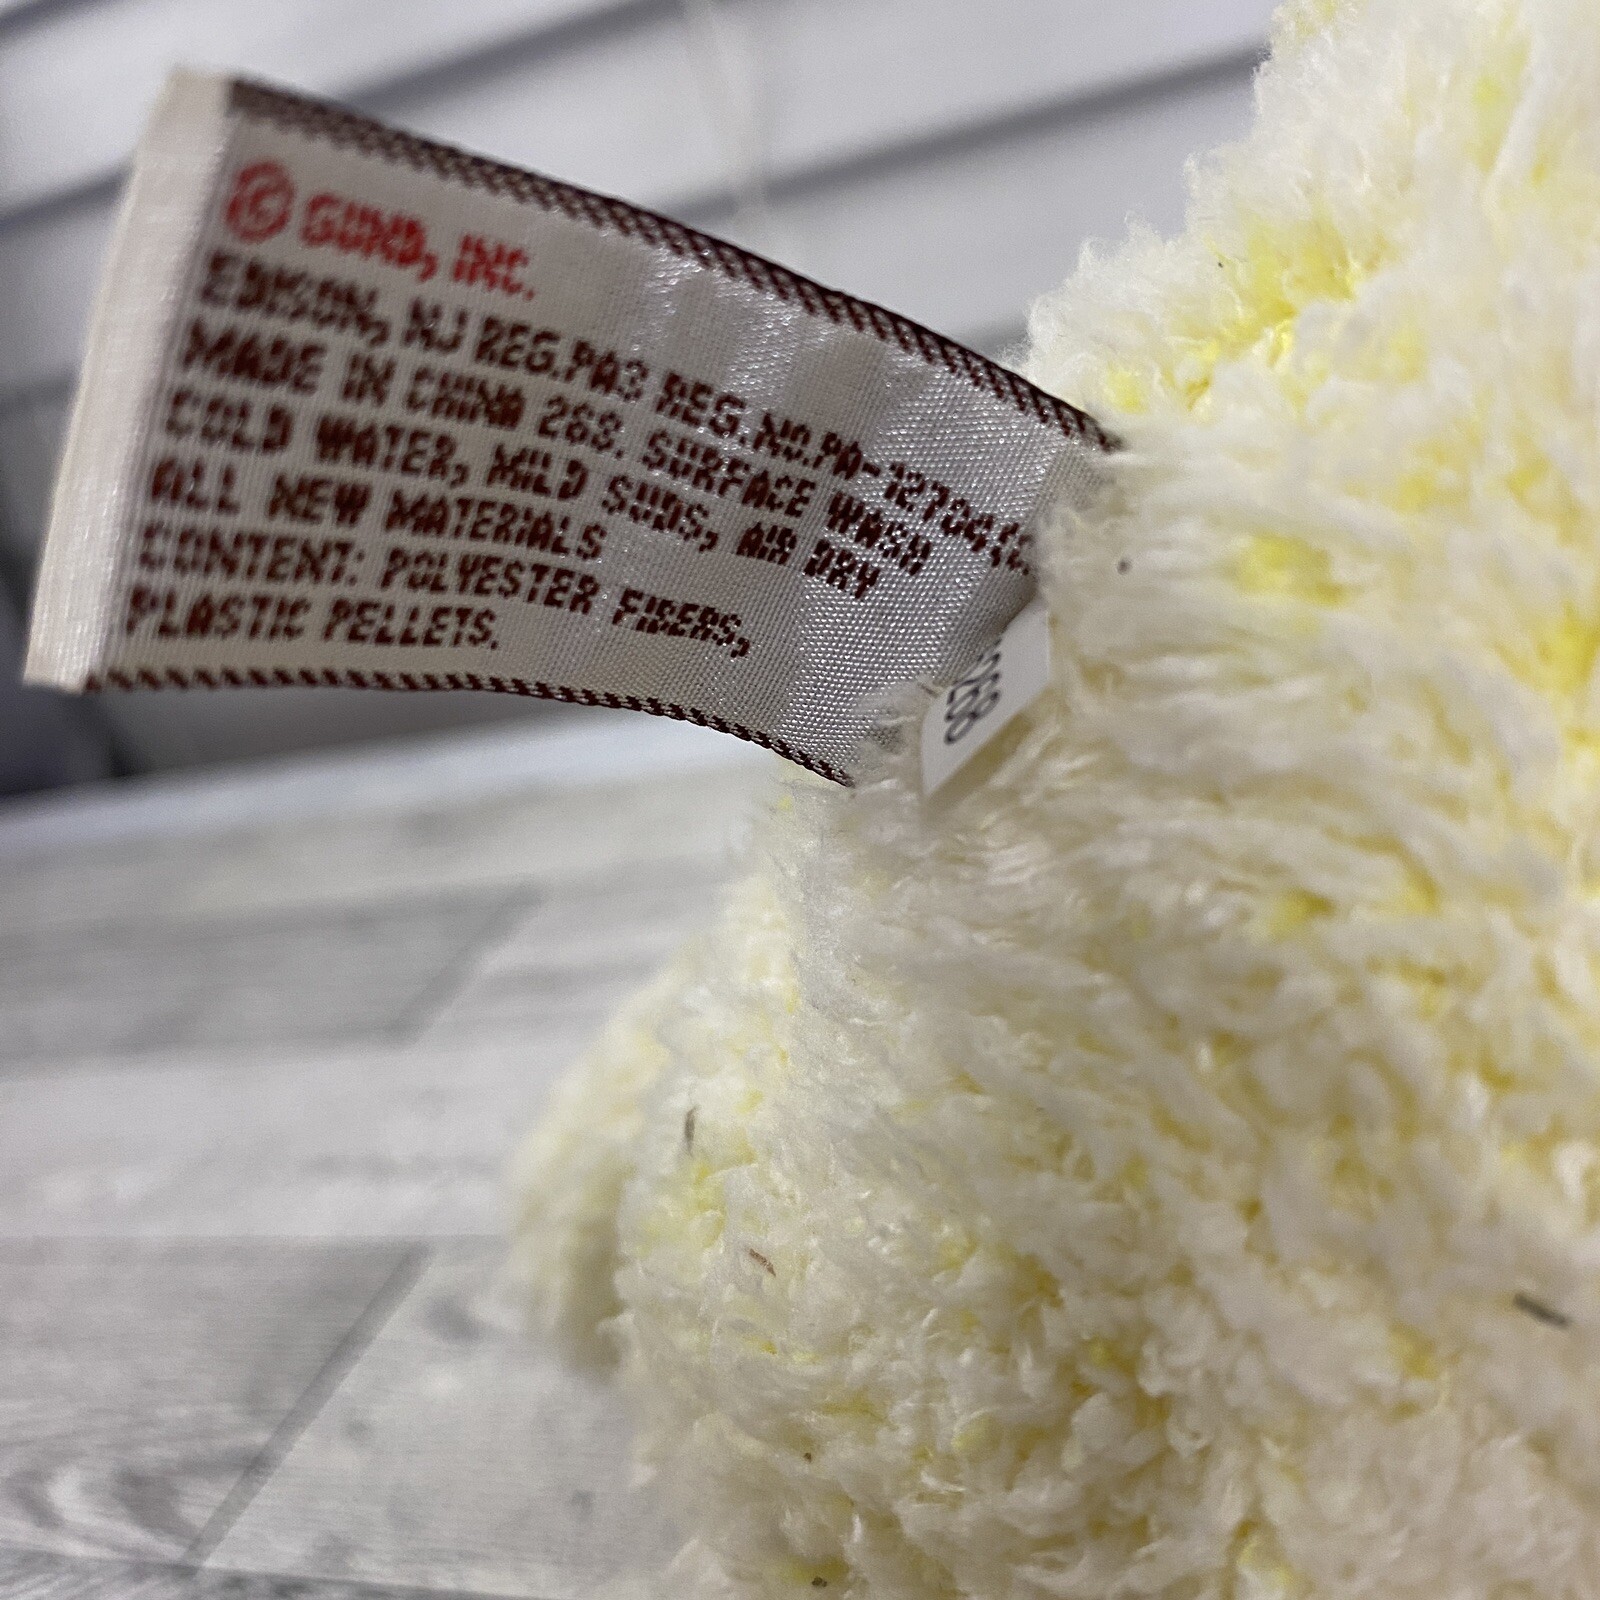 © GUND, INC.
EDISON, NJ REG.PA3 REG.NO.PA-12704(
MADE IN CHINA 268. SURFACE WASH
COLD WATER, MILD SUDS, AIR DRY
ALL NEW MATERIALS
CONTENT: POLYESTER FIBERS,
PLASTIC PELLETS.